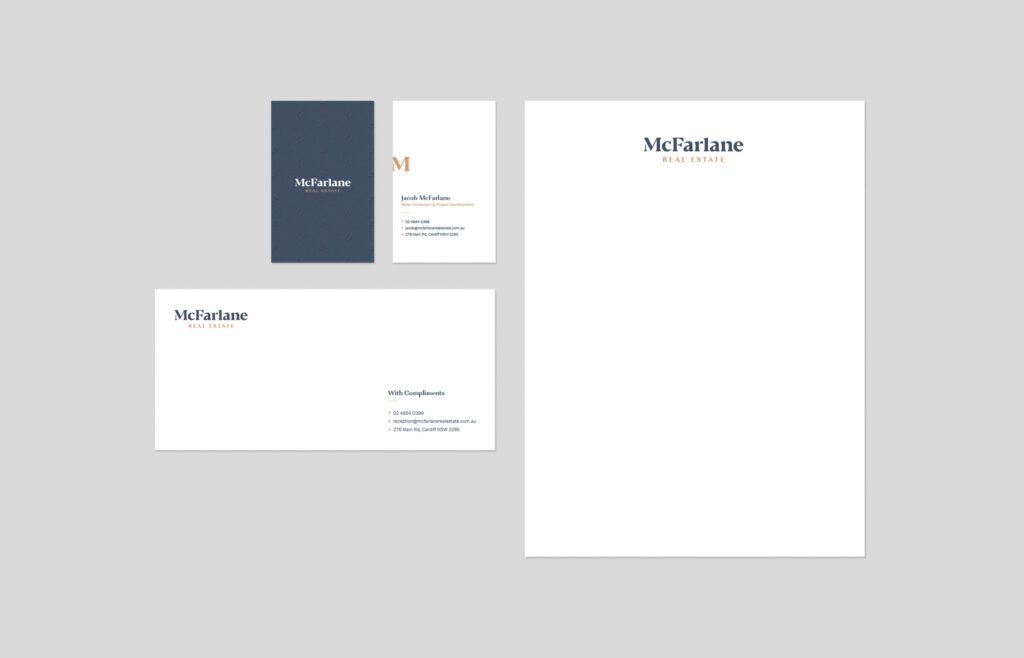 McFarlane
REAL ESTATE
M
Jacob McFarlane
Sales Consultant & Project Development
P 02 4954 0399
E jacob@mcfarlanerealestate.com.au
A 276 Main Rd, Cardiff NSW 2285
McFarlane
REAL ESTATE
With Compliments
P 02 4954 0399
E reception@mcfarlanerealestate.com.au
A 276 Main Rd, Cardiff NSW 2285
McFarlane
REAL ESTATE